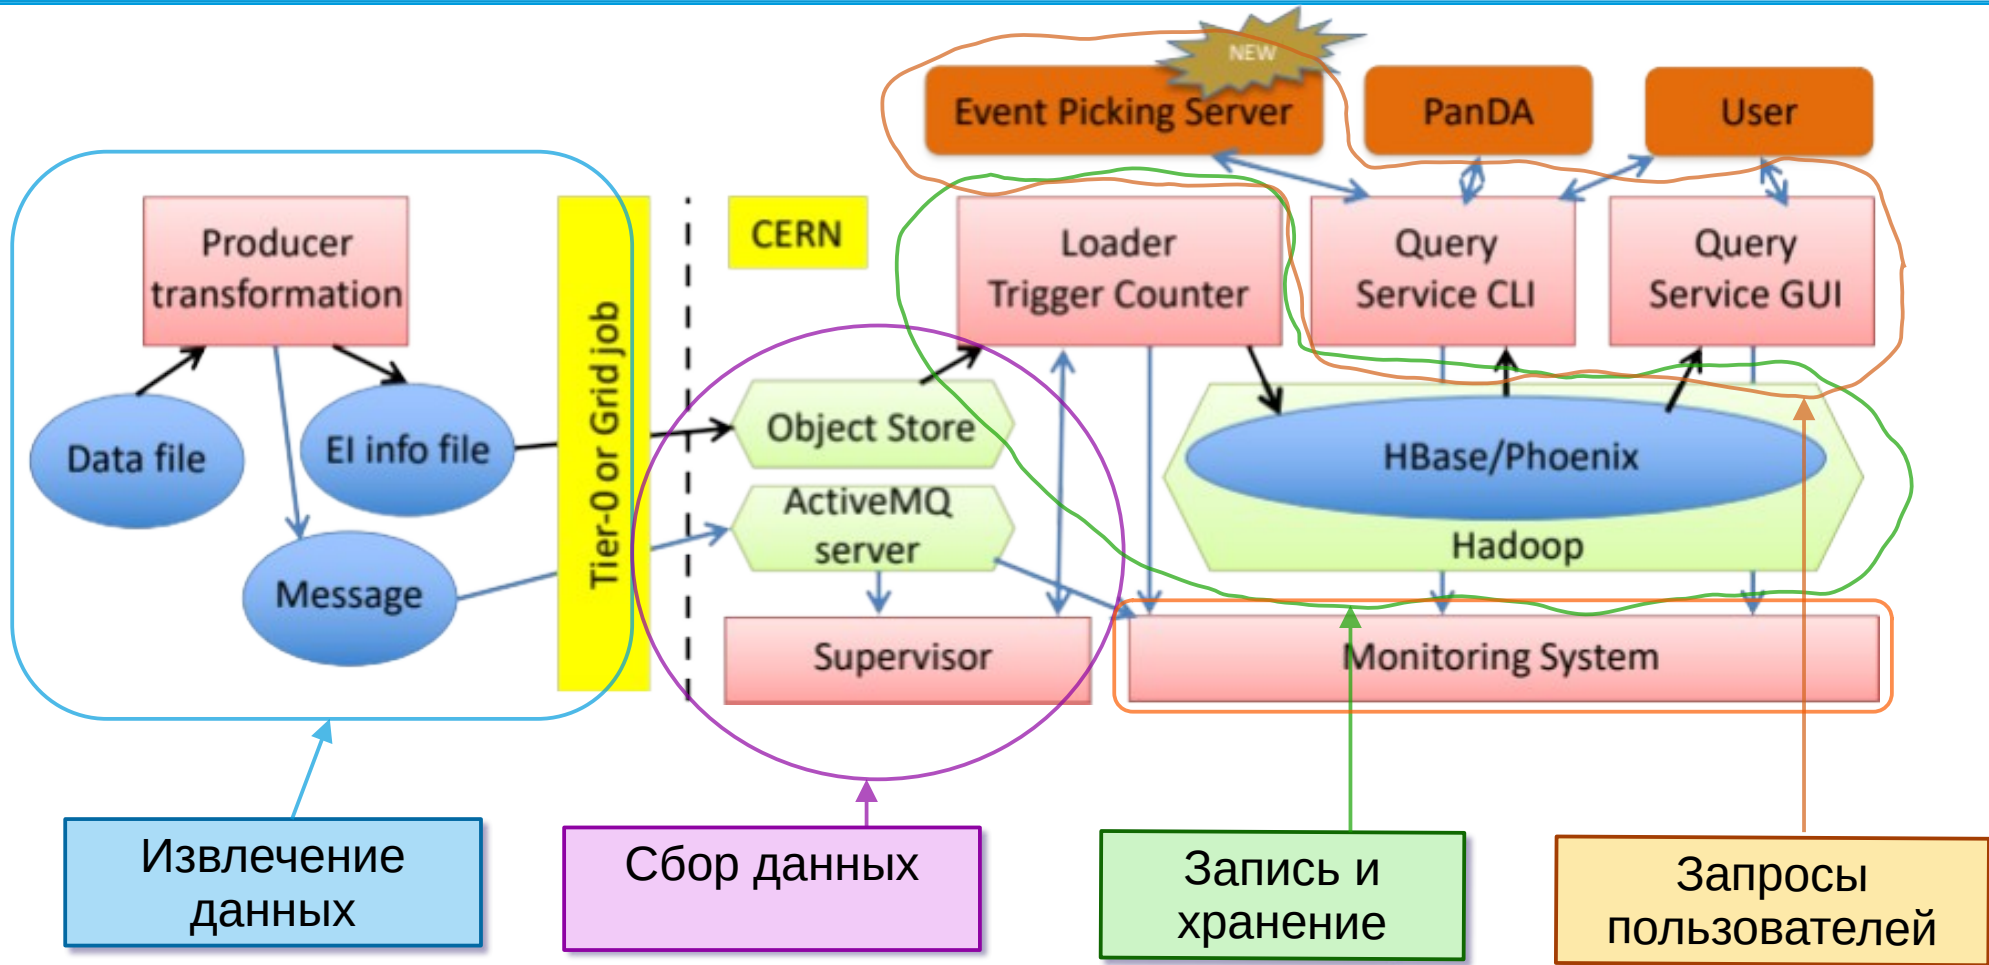 NEW
Event Picking Server
PanDA
User
Producer
transformation
Tier-0 or Grid job
CERN
Loader
Trigger Counter
Query
Service CLI
Query
Service GUI
Data file
EI info file
Object Store
HBase/Phoenix
ActiveMQ
server
Hadoop
Message
Supervisor
Monitoring System
Извлечение
данных
Сбор данных
Запись и
хранение
Запросы
пользователей